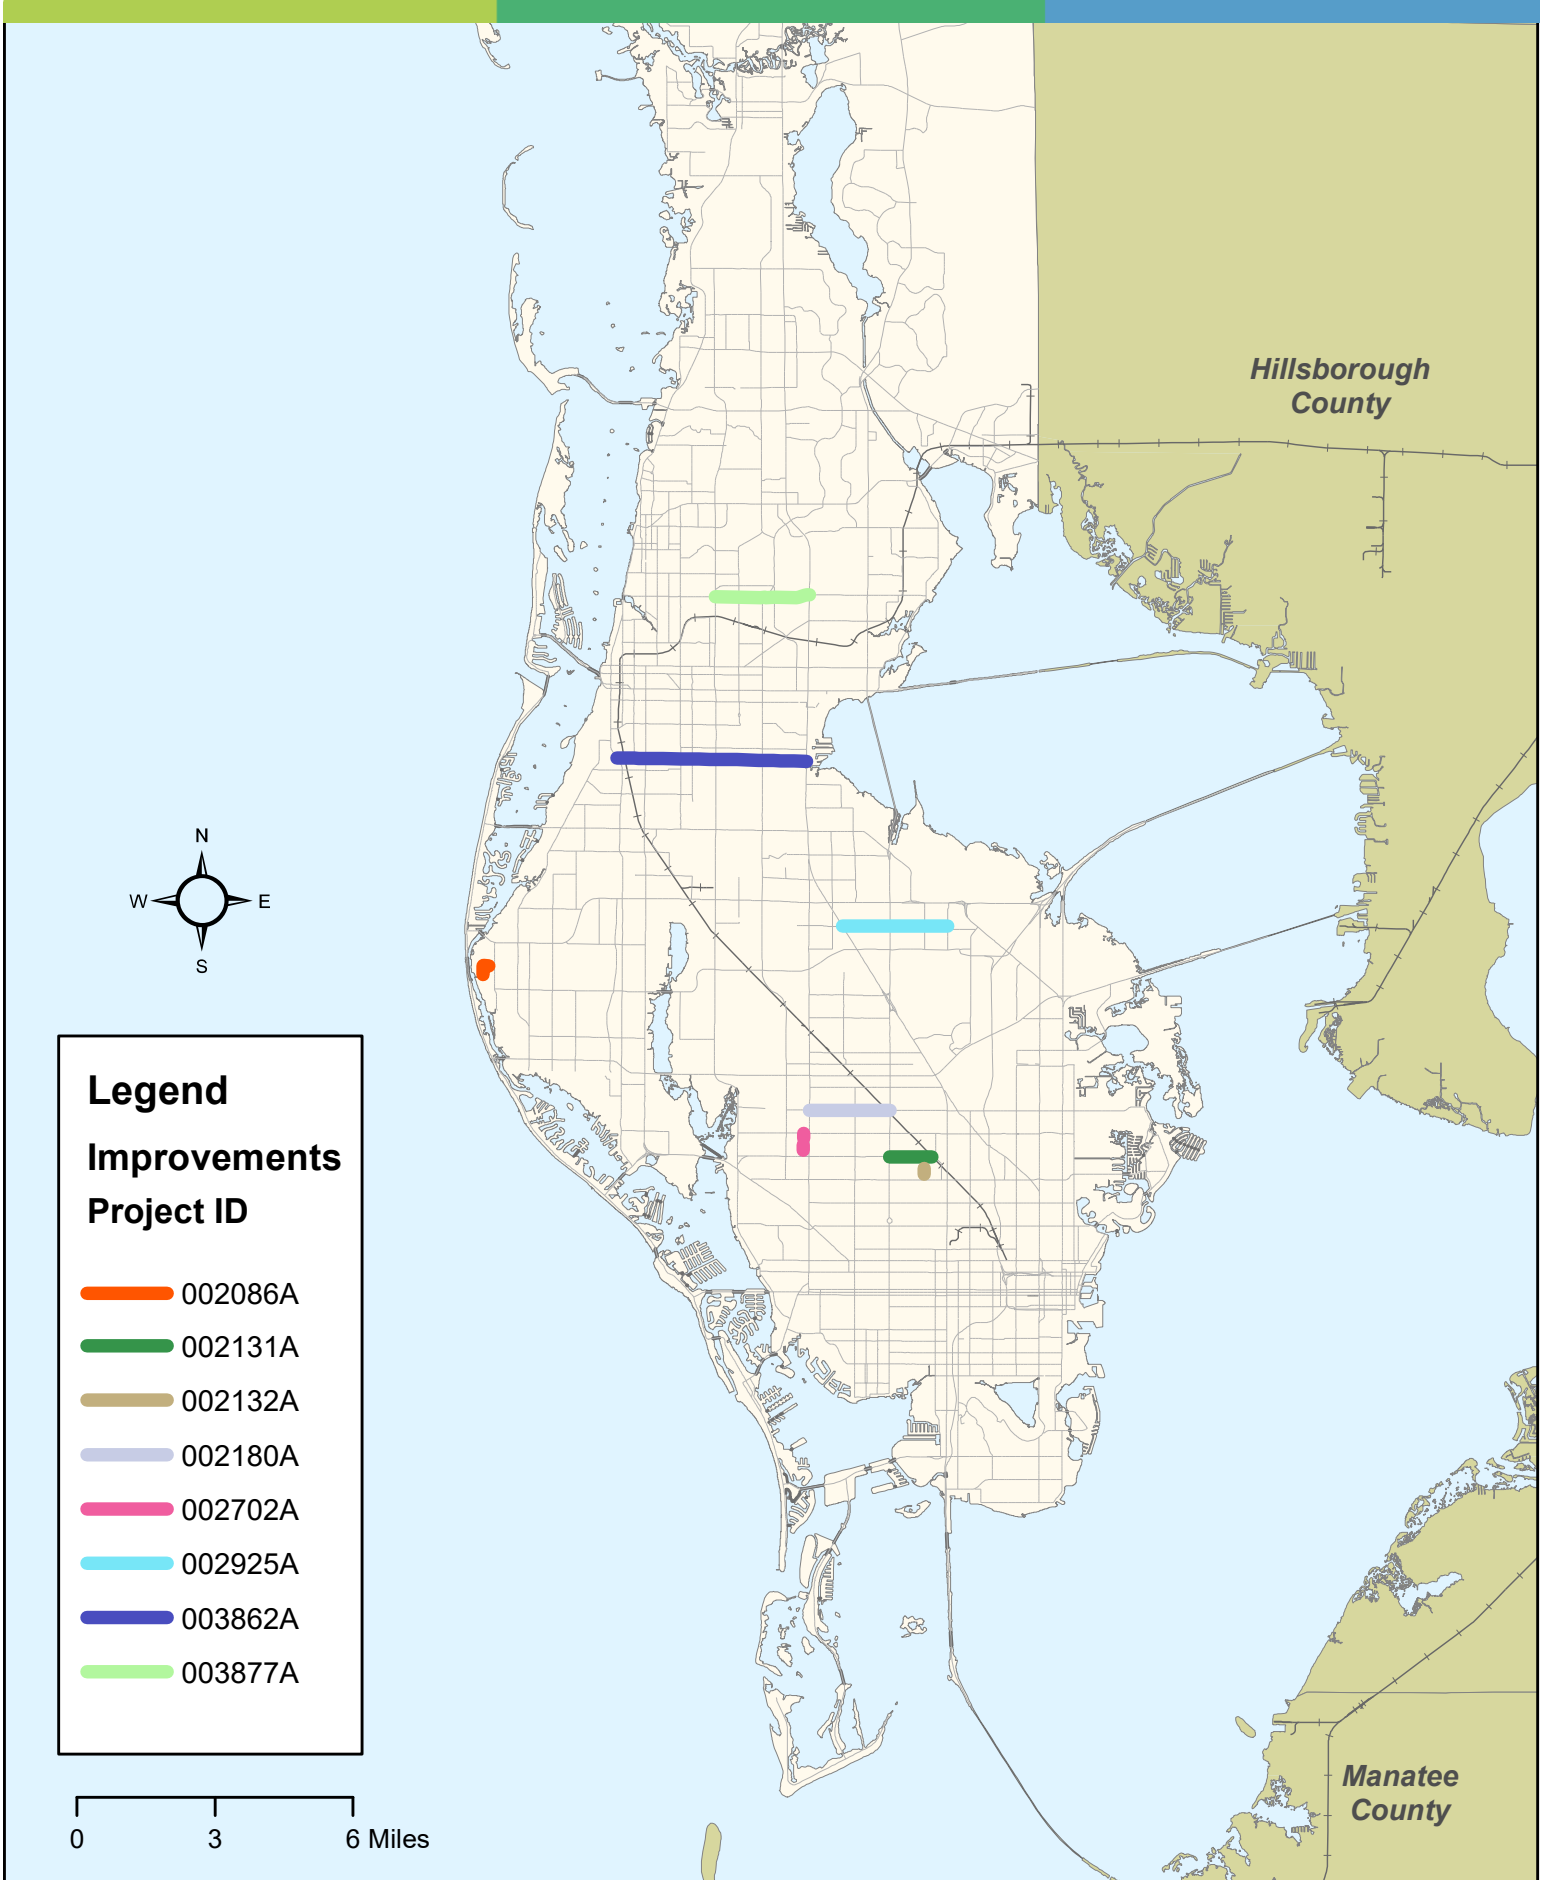 Hillsborough
County
N
W
E
S
Legend
Improvements
Project ID
002086A
002131A
002132A
002180A
002702A
002925A
003862A
003877A
0
3
6 Miles
Manatee
County